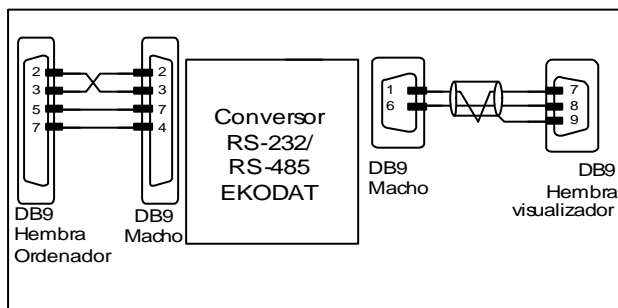 2
3
5
7
2
3
7
4
DB9
Hembra
Ordenador
DB9
Macho
Conversor
RS-232/
RS-485
EKODAT
1
6
DB9
Macho
7
8
9
DB9
Hembra
visualizador